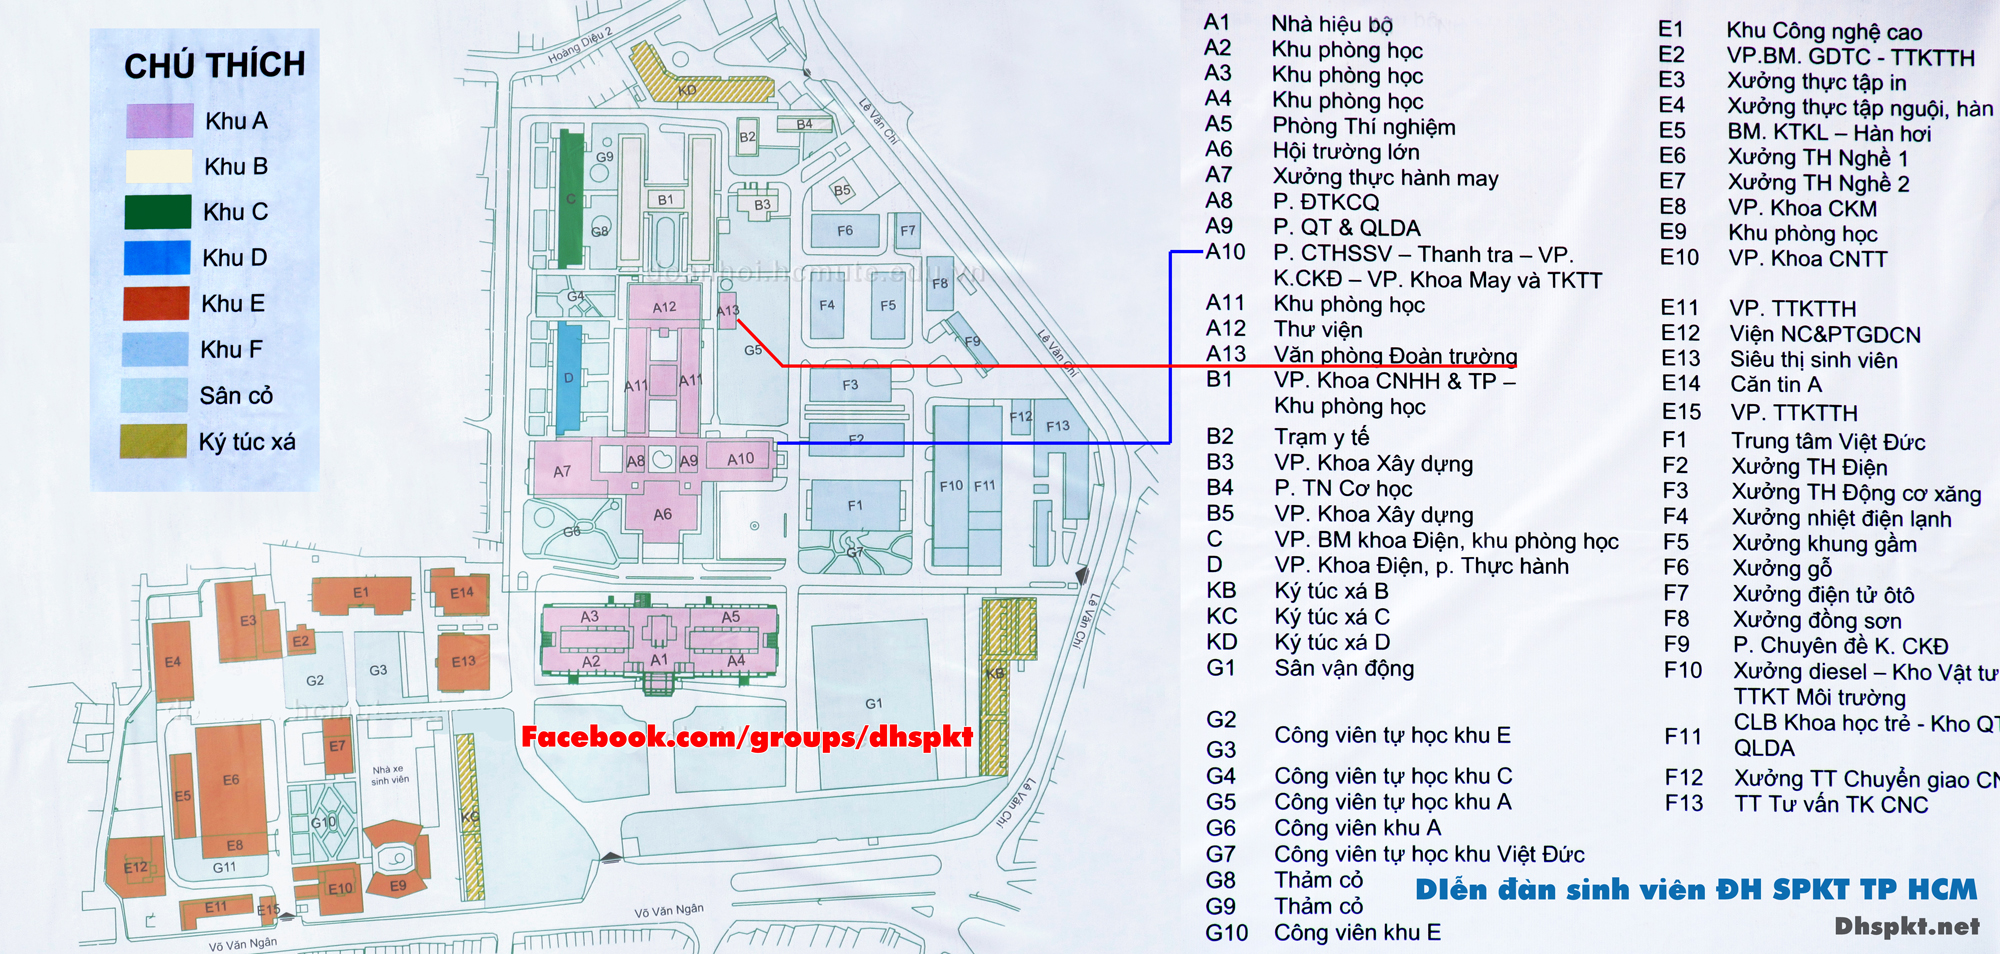 CHÚ THÍCH
Khu A
Khu B
Khu C
Khu D
Khu E
Khu F
Sân cỏ
Ký túc xá
Hoàng Diệu 2
KD
Lê Văn Chí
B4
B2
G9
C
B1
B3
B5
G8
F6
F7
doanhoi.hcmute.edu.vn
G4
A12
A13
F4
F5
F8
G5
F9
Lê Văn Chí
D
A11
A11
F3
F12
F13
F2
A7
A8
A9
A10
F10
F11
A6
F1
G6
G7
E1
E14
E3
E2
A3
A5
Lê Văn Chí
E4
G2
G3
E13
A2
A1
A4
KB
G1
Facebook.com/groups/dhspkt
E7
Nhà xe
sinh viên
E6
E5
KC
G10
Lê Văn Chí
E8
G11
E12
E10
E9
E11
E15
Võ Văn Ngân
Võ Văn Ngân
A1 Nhà hiệu bộ
A2 Khu phòng học
A3 Khu phòng học
A4 Khu phòng học
A5 Phòng Thí nghiệm
A6 Hội trường lớn
A7 Xưởng thực hành may
A8 P. ĐTKCQ
A9 P. QT & QLDA
A10 P. CTHSSV – Thanh tra – VP.
K.CKĐ – VP. Khoa May và TKTT
A11 Khu phòng học
A12 Thư viện
A13 Văn phòng Đoàn trường
B1 VP. Khoa CNHH & TP –
Khu phòng học
B2 Trạm y tế
B3 VP. Khoa Xây dựng
B4 P. TN Cơ học
B5 VP. Khoa Xây dựng
C VP. BM khoa Điện, khu phòng học
D VP. Khoa Điện, p. Thực hành
KB Ký túc xá B
KC Ký túc xá C
KD Ký túc xá D
G1 Sân vận động
G2
Công viên tự học khu E
G3
G4 Công viên tự học khu C
G5 Công viên tự học khu A
G6 Công viên khu A
G7 Công viên tự học khu Việt Đức
G8 Thảm cỏ
G9 Thảm cỏ
G10 Công viên khu E
E1 Khu Công nghệ cao
E2 VP.BM. GDTC - TTKTTH
E3 Xưởng thực tập in
E4 Xưởng thực tập nguội, hàn
E5 BM. KTKL – Hàn hơi
E6 Xưởng TH Nghề 1
E7 Xưởng TH Nghề 2
E8 VP. Khoa CKM
E9 Khu phòng học
E10 VP. Khoa CNTT
E11 VP. TTKTTH
E12 Viện NC&PTGDCN
E13 Siêu thị sinh viên
E14 Căn tin A
E15 VP. TTKTTH
F1 Trung tâm Việt Đức
F2 Xưởng TH Điện
F3 Xưởng TH Động cơ xăng
F4 Xưởng nhiệt điện lạnh
F5 Xưởng khung gầm
F6 Xưởng gỗ
F7 Xưởng điện tử ôtô
F8 Xưởng đồng sơn
F9 P. Chuyên đề K. CKĐ
F10 Xưởng diesel – Kho Vật tư
TTKT Môi trường
CLB Khoa học trẻ - Kho QT
F11 QLDA
F12 Xưởng TT Chuyển giao CN
F13 TT Tư vấn TK CNC
DIễn đàn sinh viên ĐH SPKT TP HCM
Dhspkt.net